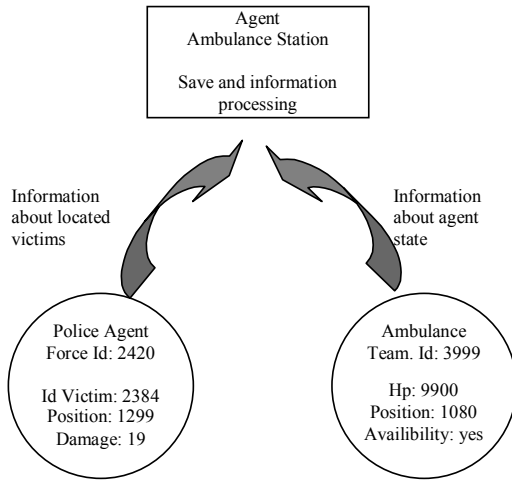 Agent
Ambulance Station
Save and information
processing
Information
about located
victims
Information
about agent
state
Police Agent
Force Id: 2420
Id Victim: 2384
Position: 1299
Damage: 19
Ambulance
Team. Id: 3999
Hp: 9900
Position: 1080
Availibility: yes